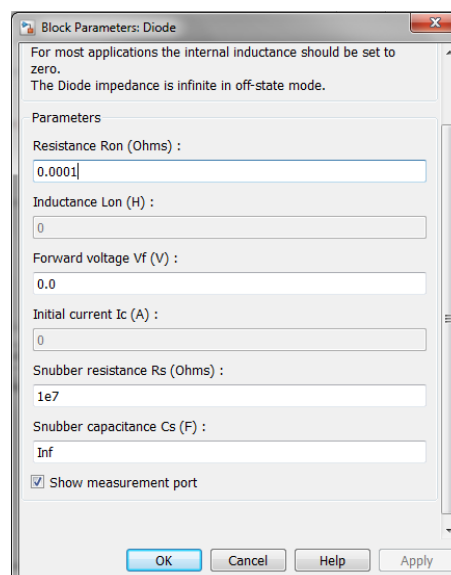 Block Parameters: Diode
For most applications the internal inductance should be set to
zero.
The Diode impedance is infinite in off-state mode.
Parameters
Resistance Ron (Ohms) :
0.0001
Inductance Lon (H) :
0
Forward voltage Vf (V) :
0.0
Initial current Ic (A) :
0
Snubber resistance Rs (Ohms) :
1e7
Snubber capacitance Cs (F) :
Inf
Show measurement port
OK Cancel Help Apply